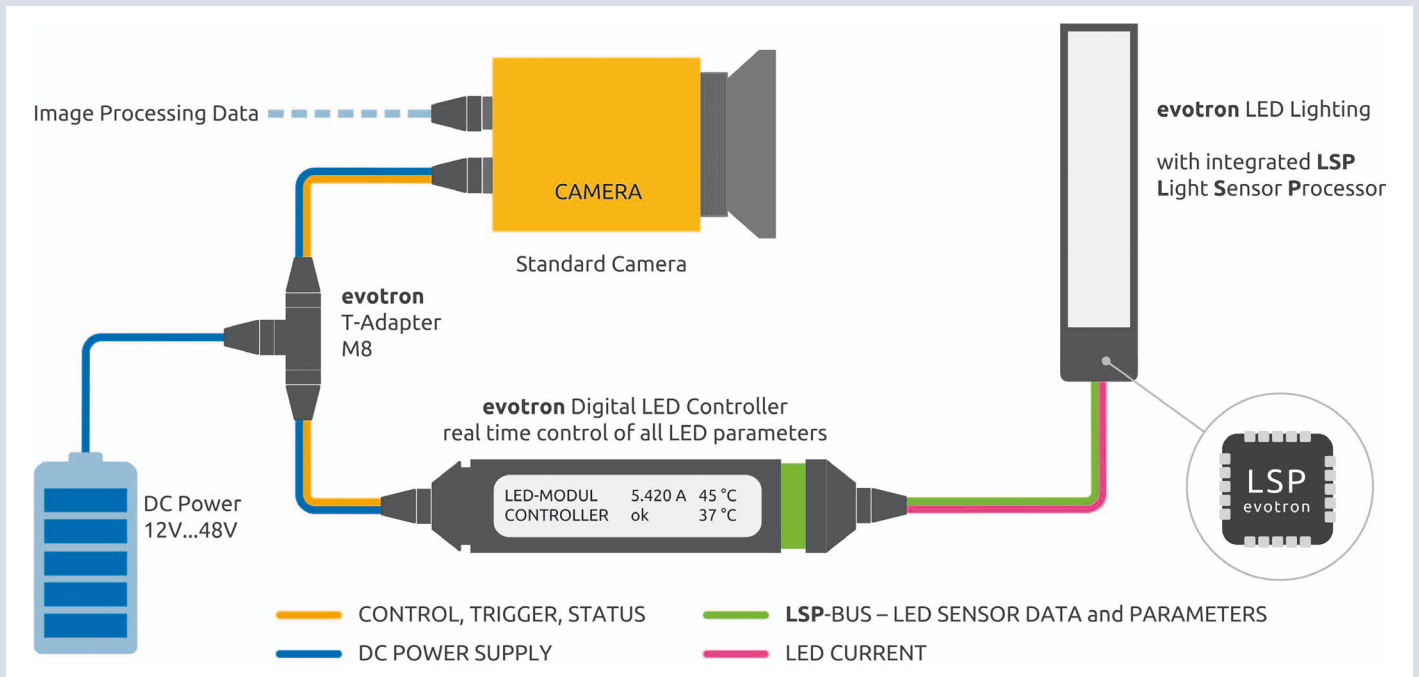 Image Processing Data
CAMERA
Standard Camera
evotron LED Lighting
with integrated LSP
Light Sensor Processor
evotron
T-Adapter
M8
evotron Digital LED Controller
real time control of all LED parameters
LED-MODUL 5.420 A 45 °C
CONTROLLER ok 37 °C
DC Power
12V...48V
LSP
evotron
CONTROL, TRIGGER, STATUS
LSP-BUS – LED SENSOR DATA and PARAMETERS
DC POWER SUPPLY
LED CURRENT